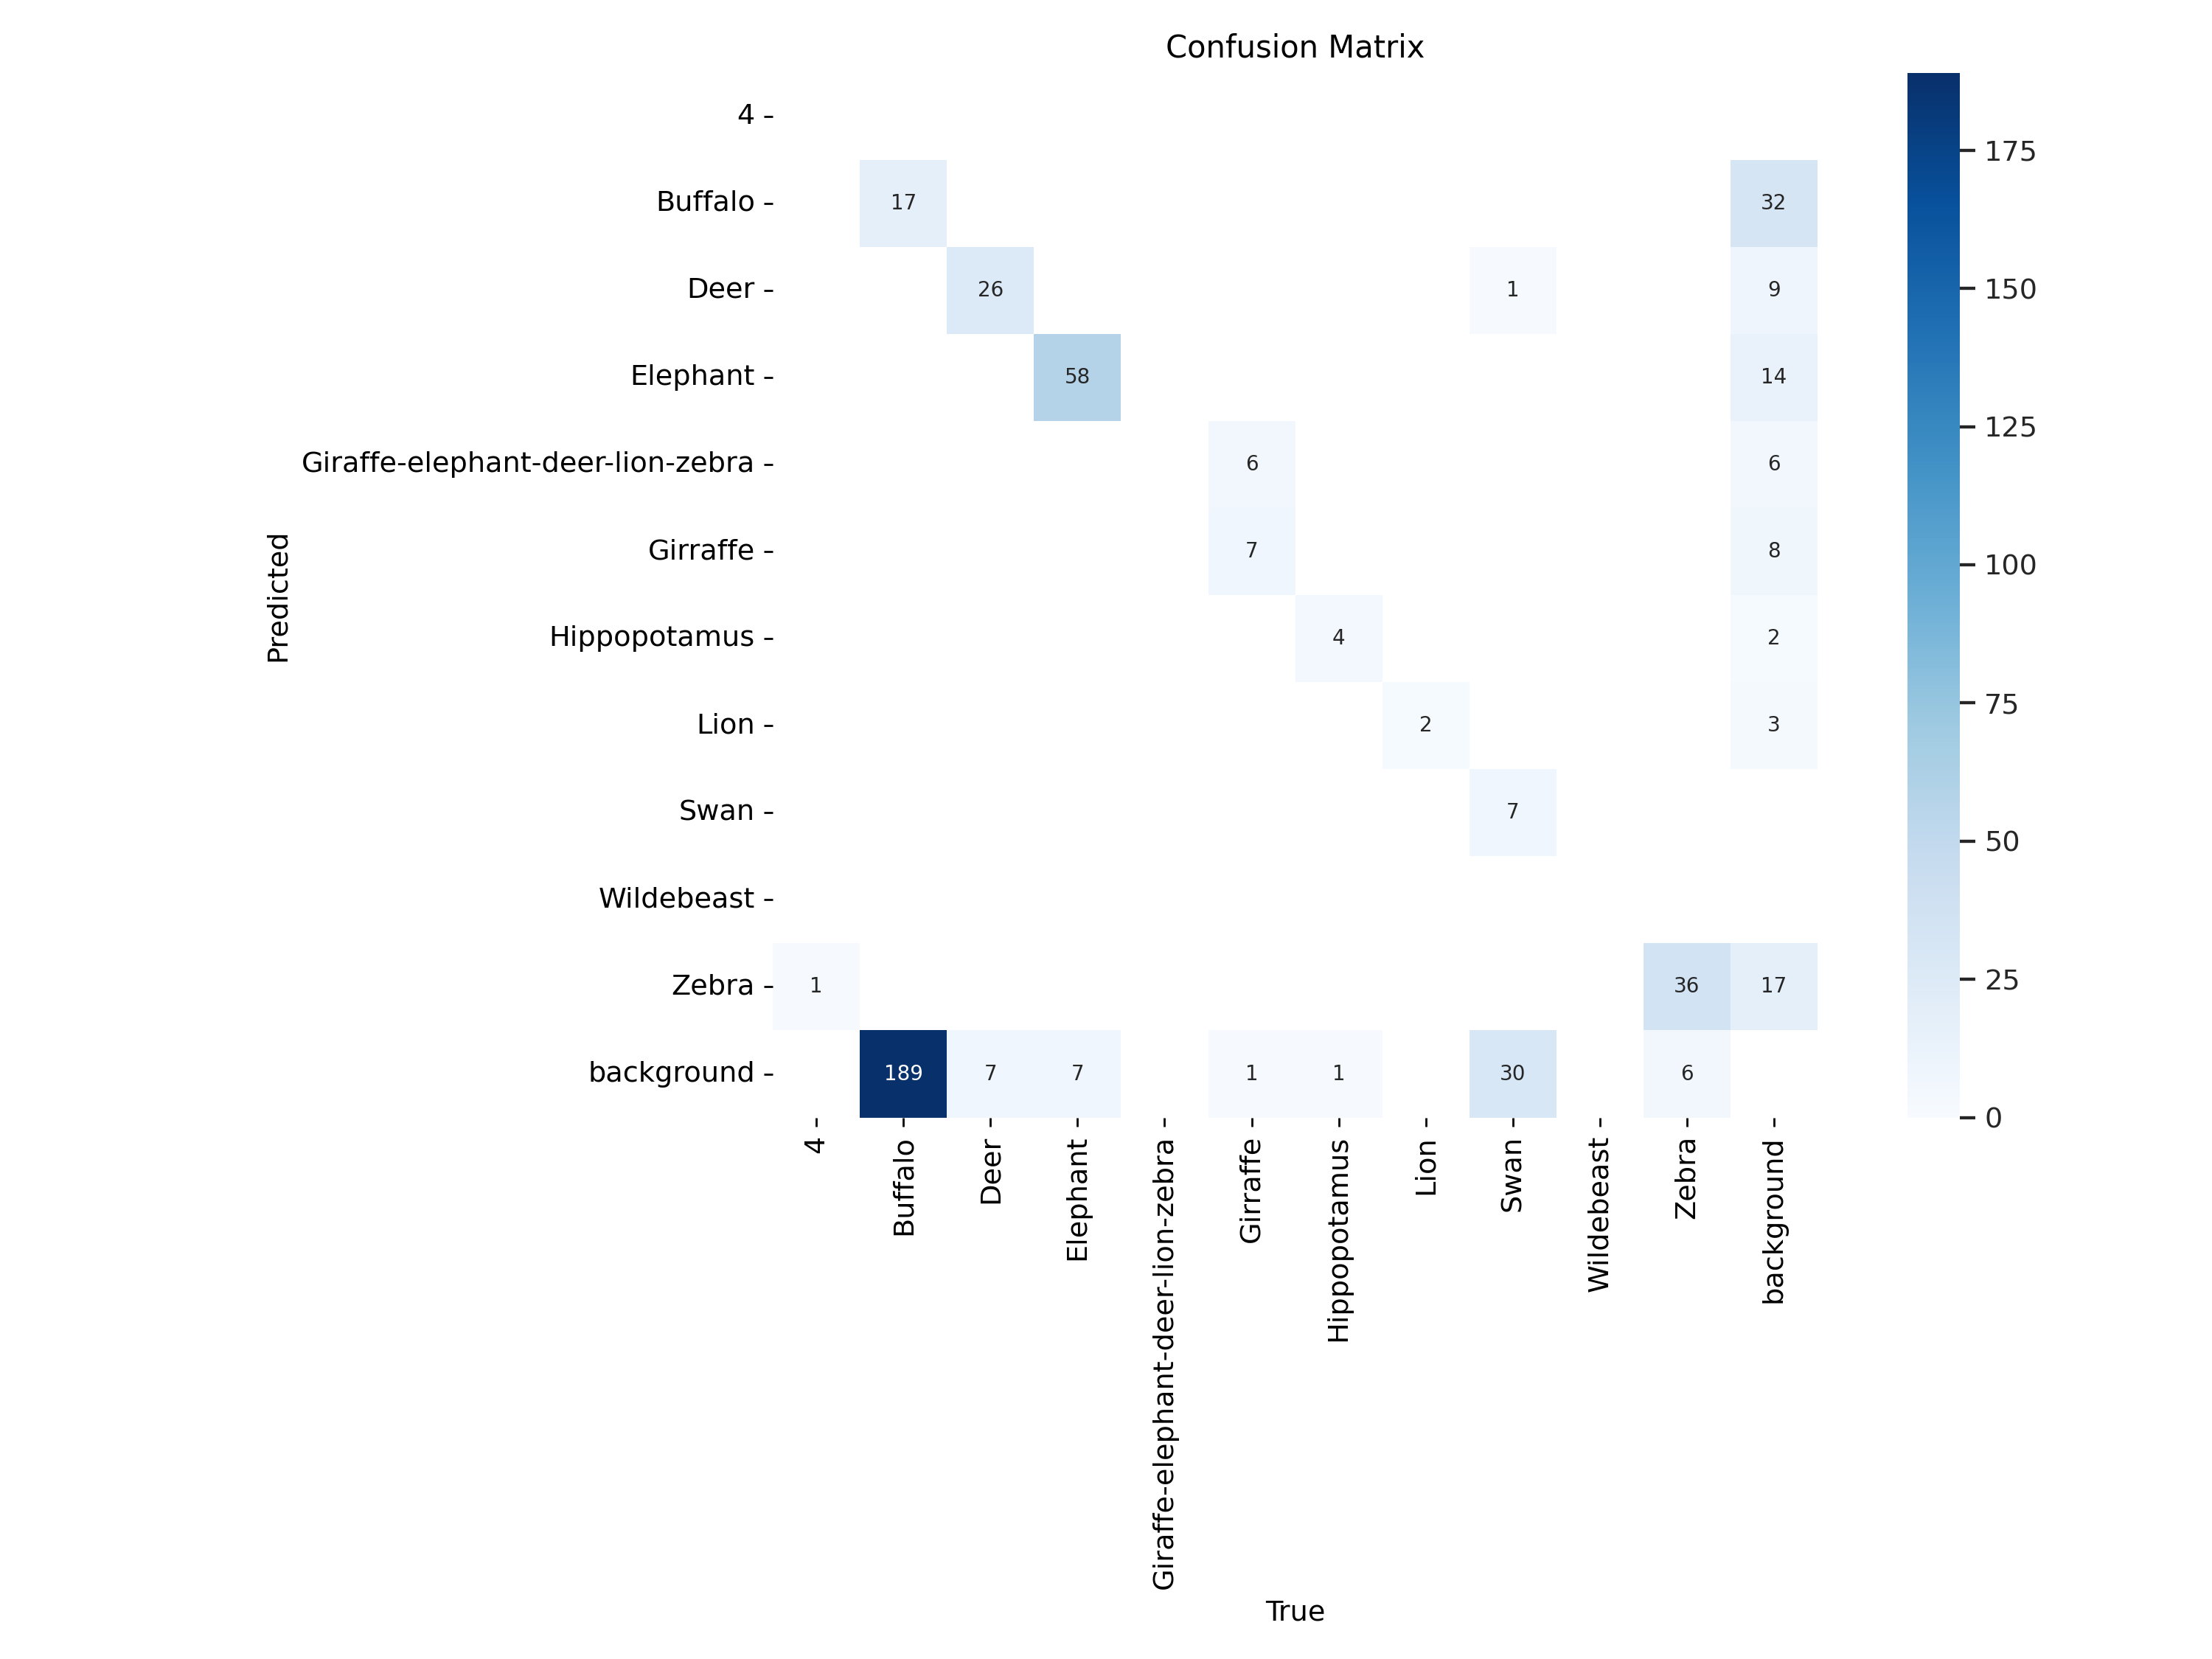 Confusion Matrix
4
Buffalo 17 32
Deer 26 1 9
Elephant 58 14
Giraffe-elephant-deer-lion-zebra 6 6
Girraffe 7 8
Hippopotamus 4 2
Lion 2 3
Swan 7
Wildebeast
Zebra 1 36 17
background 189 7 7 1 1 30 6
Predicted
4
Buffalo
Deer
Elephant
Giraffe-elephant-deer-lion-zebra
Girraffe
Hippopotamus
Lion
Swan
Wildebeast
Zebra
background
True
175
150
125
100
75
50
25
0